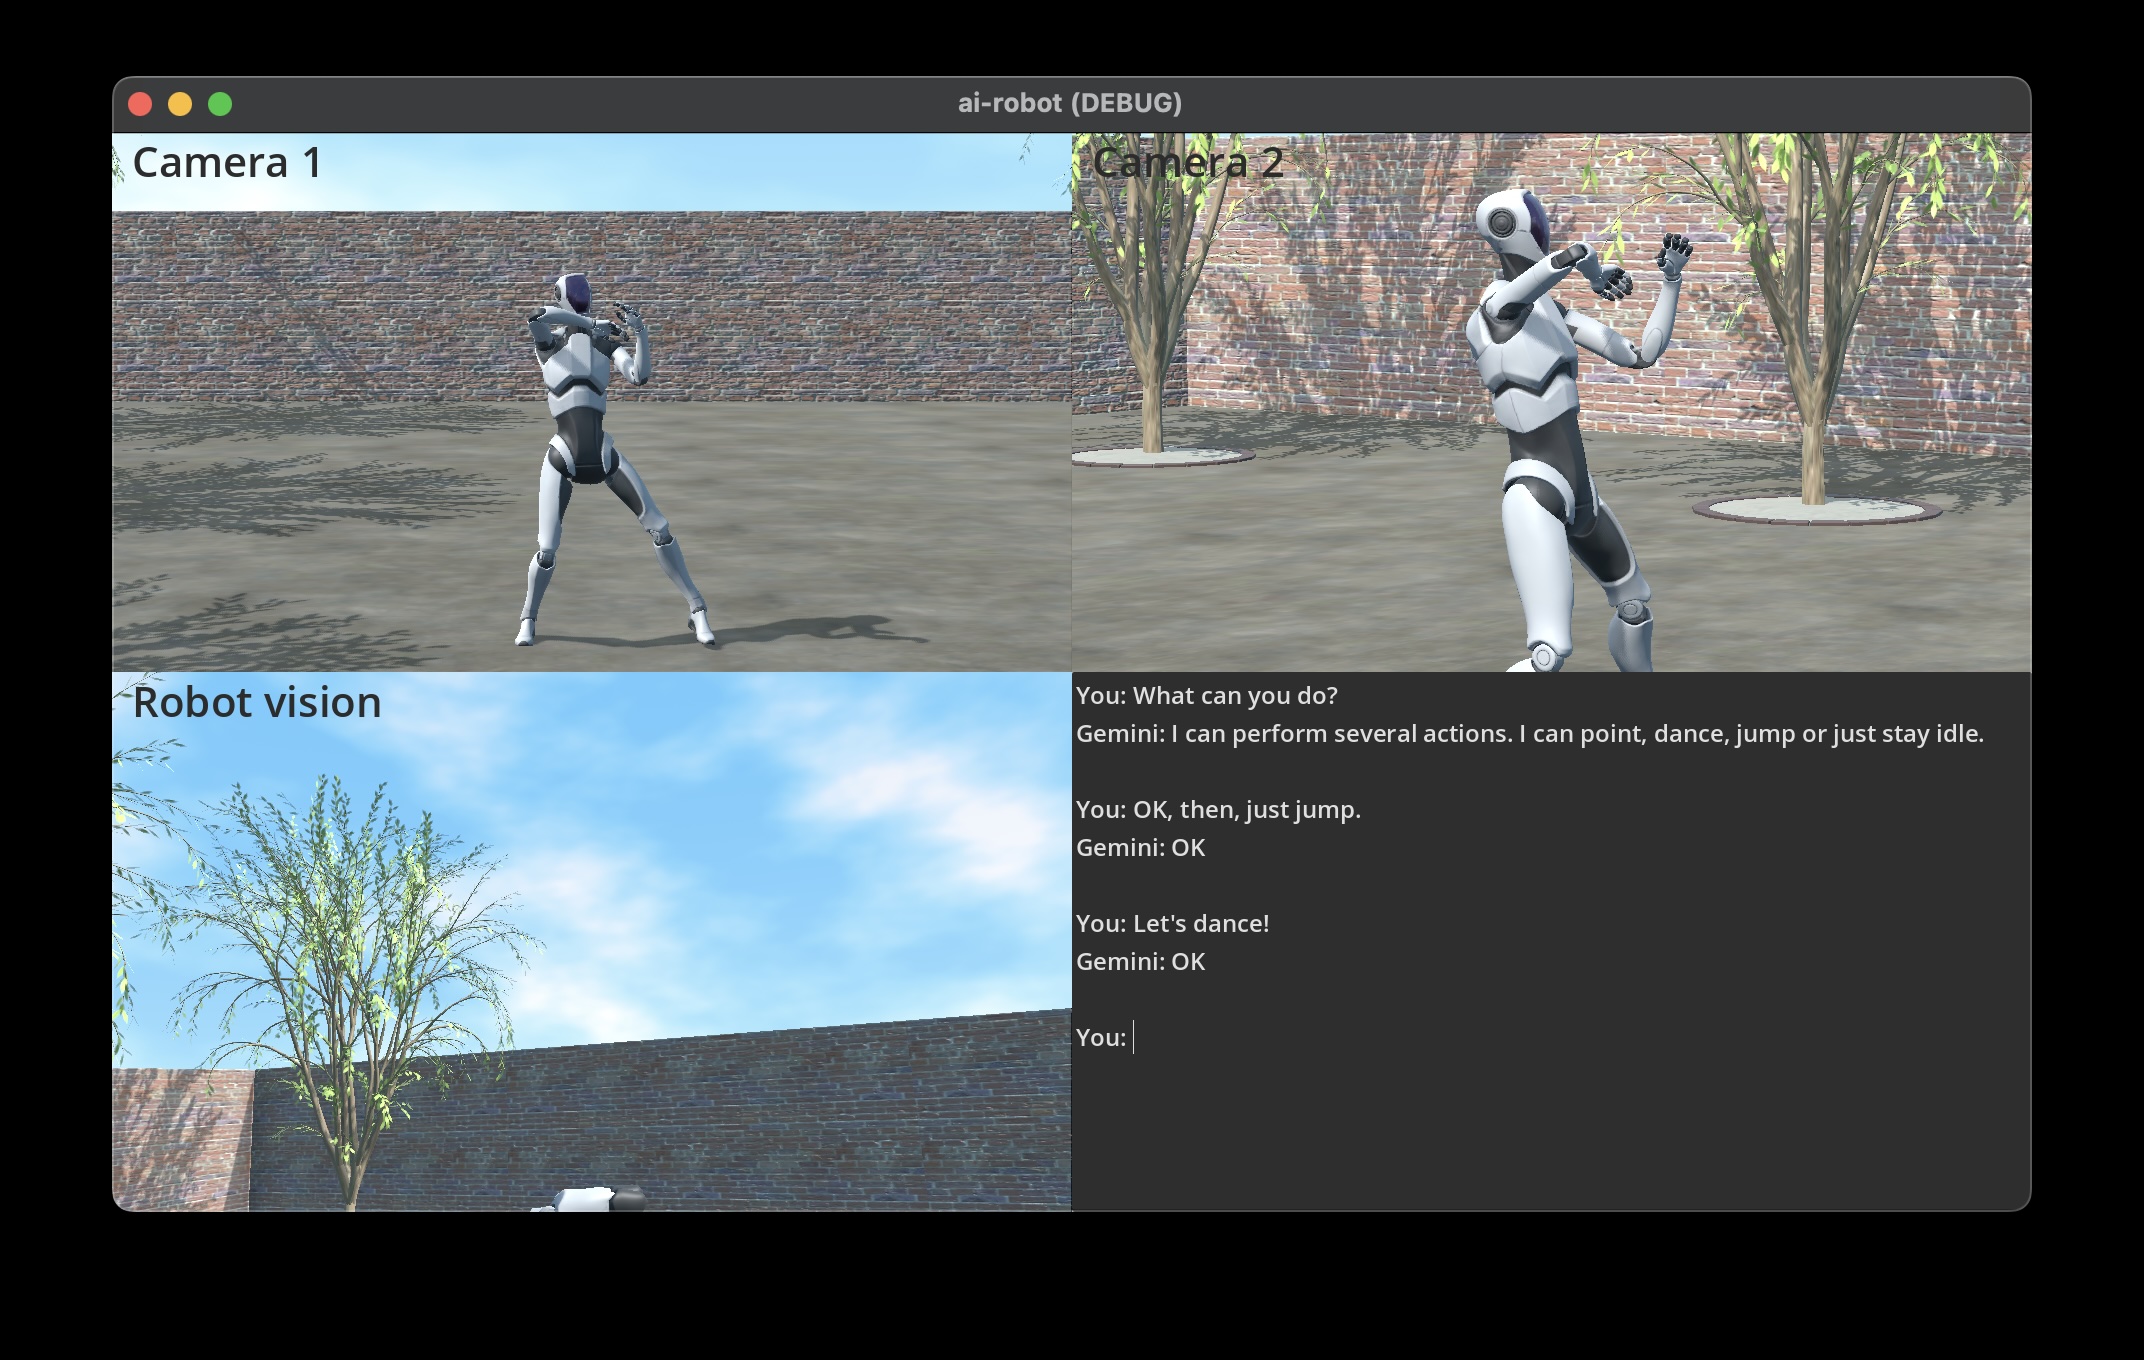 ai-robot (DEBUG)
Camera 1
Camera 2
Robot vision
You: What can you do?
Gemini: I can perform several actions. I can point, dance, jump or just stay idle.
You: OK, then, just jump.
Gemini: OK
You: Let's dance!
Gemini: OK
You: